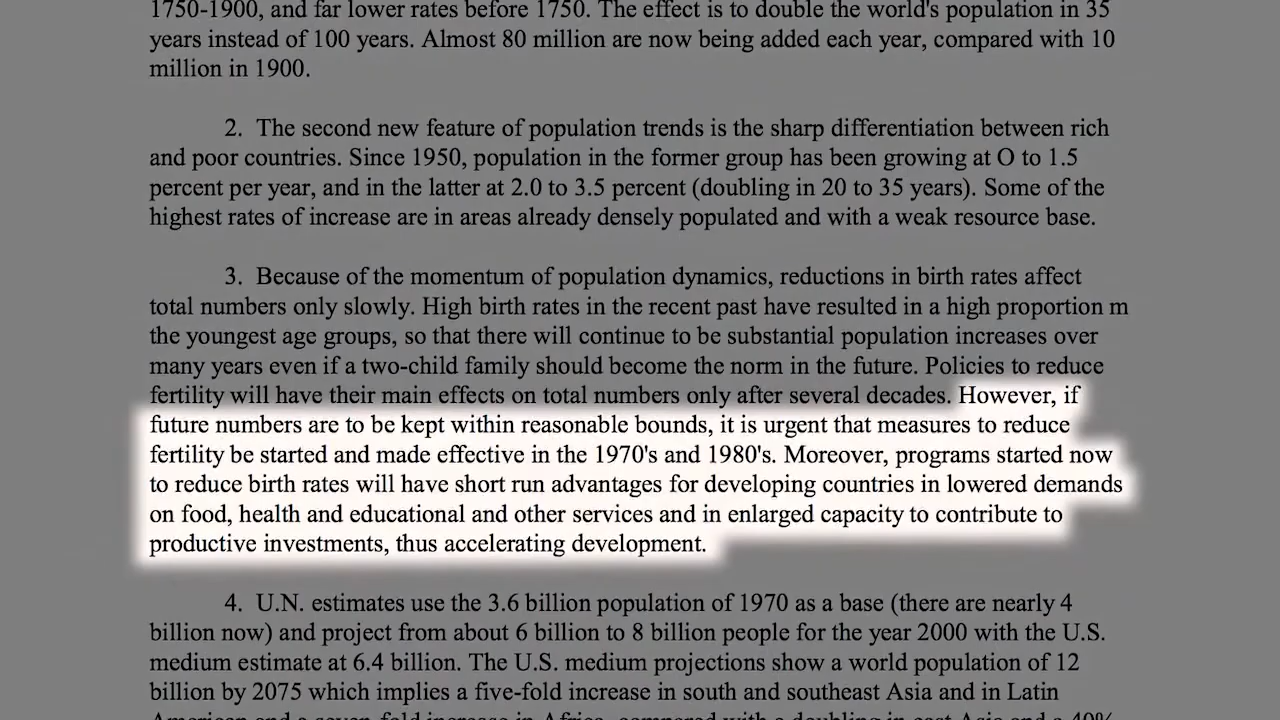 1750-1900, and far lower rates before 1750. The effect is to double the world's population in 35
years instead of 100 years. Almost 80 million are now being added each year, compared with 10
million in 1900.
2. The second new feature of population trends is the sharp differentiation between rich
and poor countries. Since 1950, population in the former group has been growing at O to 1.5
percent per year, and in the latter at 2.0 to 3.5 percent (doubling in 20 to 35 years). Some of the
highest rates of increase are in areas already densely populated and with a weak resource base.
3. Because of the momentum of population dynamics, reductions in birth rates affect
total numbers only slowly. High birth rates in the recent past have resulted in a high proportion m
the youngest age groups, so that there will continue to be substantial population increases over
many years even if a two-child family should become the norm in the future. Policies to reduce
fertility will have their main effects on total numbers only after several decades. However, if
future numbers are to be kept within reasonable bounds, it is urgent that measures to reduce
fertility be started and made effective in the 1970's and 1980's. Moreover, programs started now
to reduce birth rates will have short run advantages for developing countries in lowered demands
on food, health and educational and other services and in enlarged capacity to contribute to
productive investments, thus accelerating development.
4. U.N. estimates use the 3.6 billion population of 1970 as a base (there are nearly 4
billion now) and project from about 6 billion to 8 billion people for the year 2000 with the U.S.
medium estimate at 6.4 billion. The U.S. medium projections show a world population of 12
billion by 2075 which implies a five-fold increase in south and southeast Asia and in Latin
American and a seven-fold increase in Africa, compared with a doubling in east Asia and a 40%